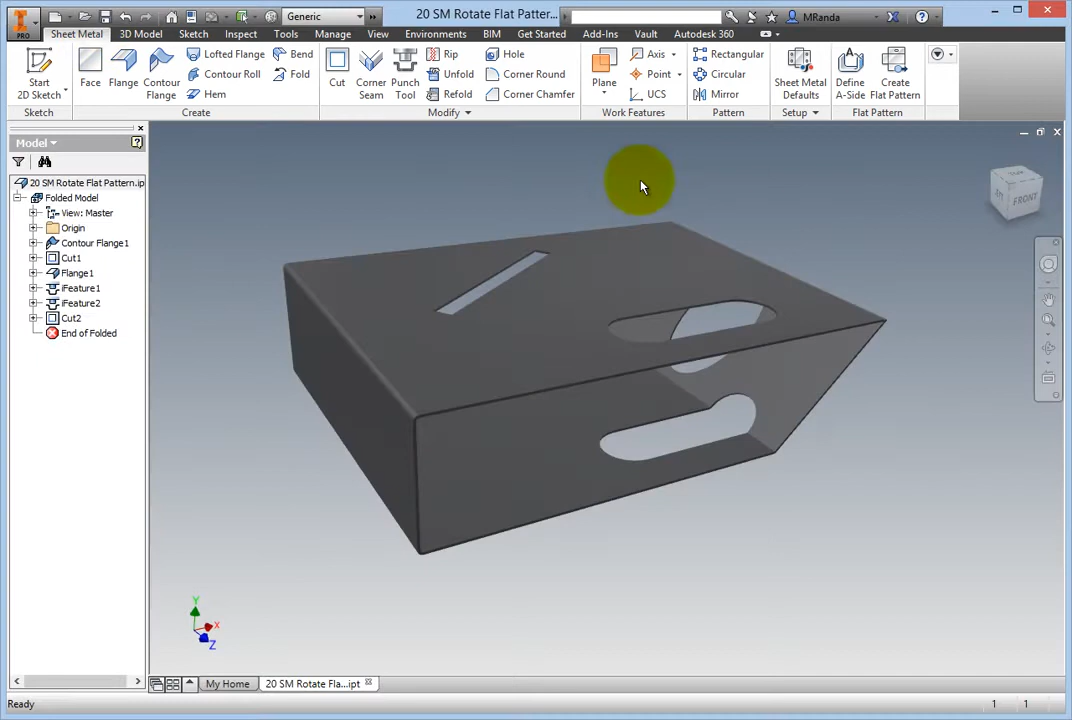 Generic
20 SM Rotate Flat Patter...
MRanda
PRO
Sheet Metal 3D Model Sketch Inspect Tools Manage View Environments BIM Get Started Add-Ins Vault Autodesk 360
Start
2D Sketch
Face
Flange
Contour
Flange
Lofted Flange
Contour Roll
Hem
Bend
Fold
Cut
Corner
Seam
Punch
Tool
Rip
Unfold
Refold
Hole
Corner Round
Corner Chamfer
Plane
Axis
Point
UCS
Rectangular
Circular
Mirror
Sheet Metal
Defaults
Define
A-Side
Create
Flat Pattern
Sketch Create Modify Work Features Pattern Setup Flat Pattern
Model
20 SM Rotate Flat Pattern.ip
Folded Model
View: Master
Origin
Contour Flange1
Cut1
Flange1
iFeature1
iFeature2
Cut2
End of Folded
TOP
FRONT
Y
X
Z
My Home
20 SM Rotate Fla...ipt
Ready
1 1